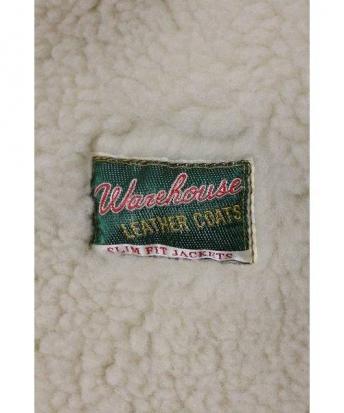 Warehouse
LEATHER COATS
SLIM FIT JACKETS